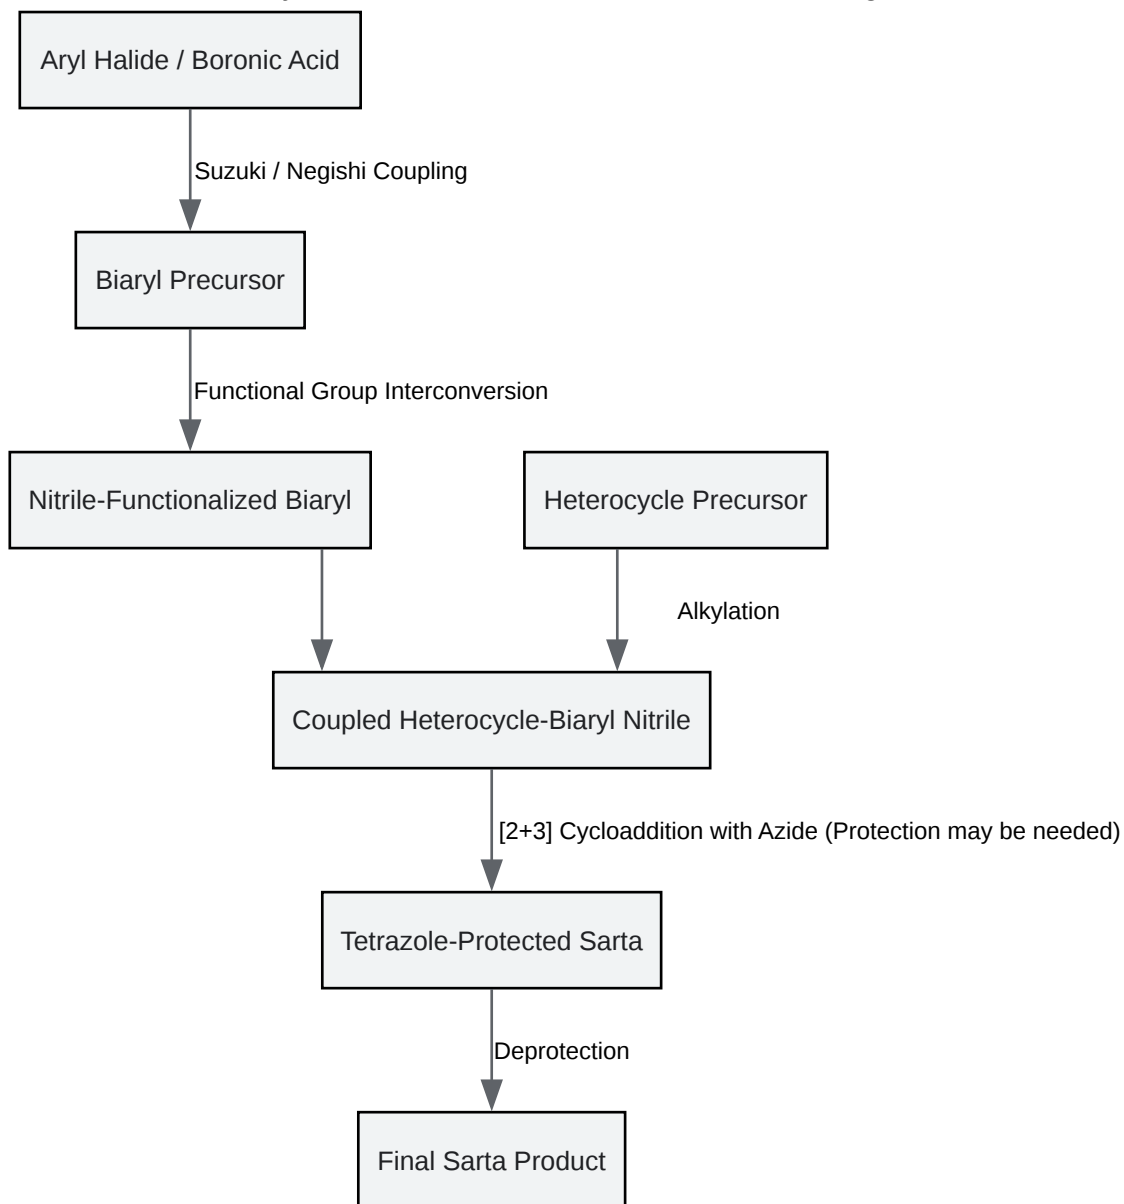 Aryl Halide / Boronic Acid
Suzuki / Negishi Coupling
Biaryl Precursor
Functional Group Interconversion
Nitrile-Functionalized Biaryl
Heterocycle Precursor
Alkylation
Coupled Heterocycle-Biaryl Nitrile
[2+3] Cycloaddition with Azide (Protection may be needed)
Tetrazole-Protected Sarta
Deprotection
Final Sarta Product